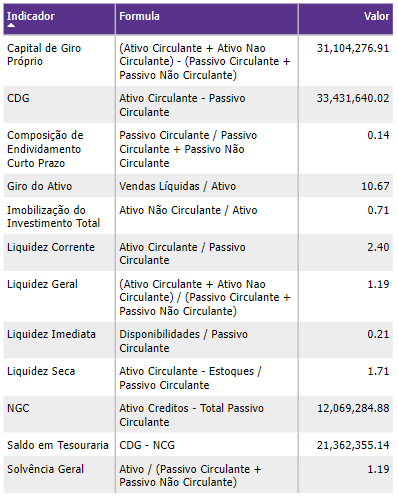 Indicador Formula Valor
Capital de Giro (Ativo Circulante + Ativo Nao 31,104,276.91
Próprio Circulante) - (Passivo Circulante +
Passivo Não Circulante)
CDG Ativo Circulante - Passivo 33,431,640.02
Circulante
Composição de Passivo Circulante / Passivo 0.14
Endividamento Circulante + Passivo Não
Curto Prazo Circulante
Giro do Ativo Vendas Líquidas / Ativo 10.67
Imobilização do Ativo Não Circulante / Ativo 0.71
Investimento Total
Liquidez Corrente Ativo Circulante / Passivo 2.40
Circulante
Liquidez Geral (Ativo Circulante + Ativo Nao 1.19
Circulante) / (Passivo Circulante +
Passivo Não Circulante)
Liquidez Imediata Disponibilidades / Passivo 0.21
Circulante
Liquidez Seca Ativo Circulante - Estoques / 1.71
Passivo Circulante
NGC Ativo Creditos - Total Passivo 12,069,284.88
Circulante
Saldo em Tesouraria CDG - NCG 21,362,355.14
Solvência Geral Ativo / (Passivo Circulante + 1.19
Passivo Não Circulante)